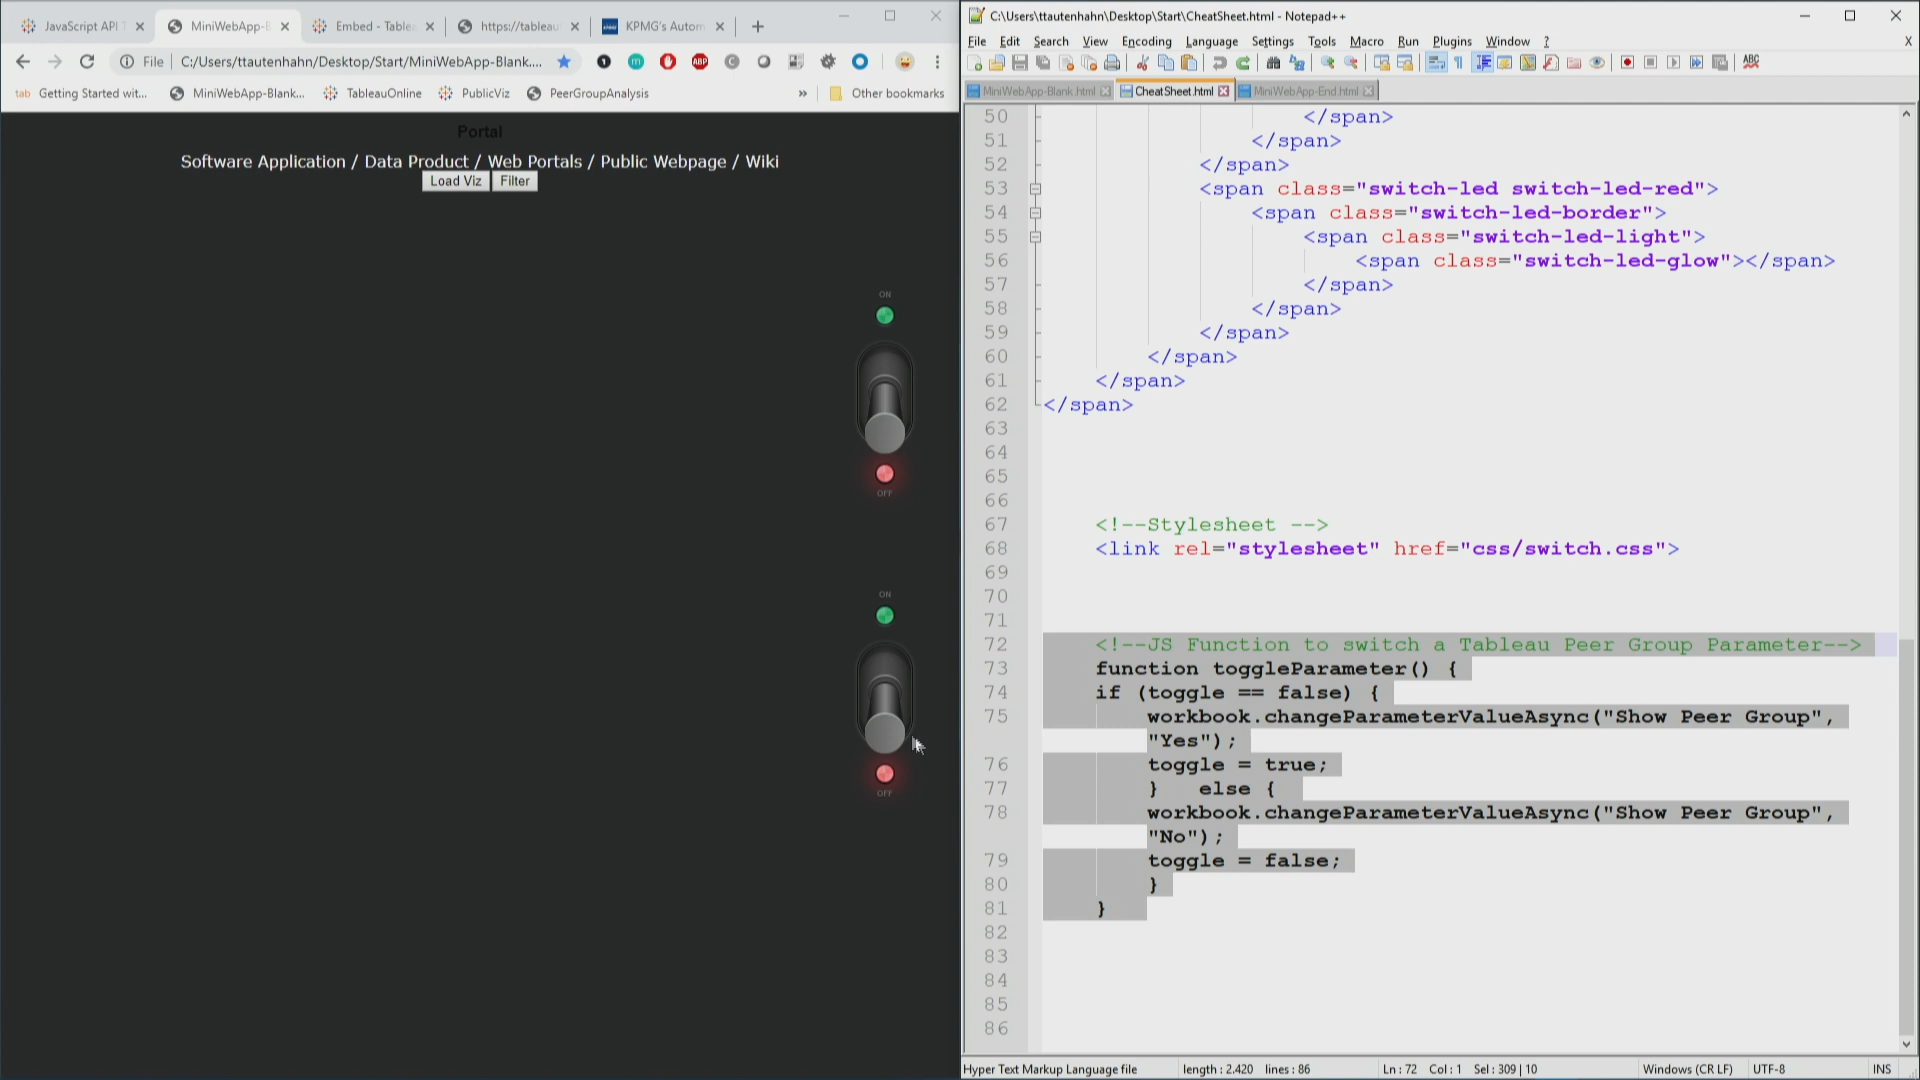 JavaScript API T
MiniWebApp-B
Embed - Table
https://tableau
KPMG's Autom
File
C:/Users/ttautenhahn/Desktop/Start/MiniWebApp-Blank....
ABP
tab Getting Started wit...
MiniWebApp-Blank...
TableauOnline
PublicViz
PeerGroupAnalysis
»
Other bookmarks
Portal
Software Application / Data Product / Web Portals / Public Webpage / Wiki
Load Viz
Filter
ON
OFF
ON
OFF
C:\Users\ttautenhahn\Desktop\Start\CheatSheet.html - Notepad++
File Edit Search View Encoding Language Settings Tools Macro Run Plugins Window ?
X
ABC
MiniWebApp-Blank.html
CheatSheet.html
MiniWebApp-End.html
50 </span>
51 </span>
52 </span>
53 <span class="switch-led switch-led-red">
54 <span class="switch-led-border">
55 <span class="switch-led-light">
56 <span class="switch-led-glow"></span>
57 </span>
58 </span>
59 </span>
60 </span>
61 </span>
62 </span>
63
64
65
66
67 <!--Stylesheet -->
68 <link rel="stylesheet" href="css/switch.css">
69
70
71
72 <!--JS Function to switch a Tableau Peer Group Parameter-->
73 function toggleParameter() {
74 if (toggle == false) {
75 workbook.changeParameterValueAsync("Show Peer Group",
"Yes");
76 toggle = true;
77 } else {
78 workbook.changeParameterValueAsync("Show Peer Group",
"No");
79 toggle = false;
80 }
81 }
82
83
84
85
86
Hyper Text Markup Language file
length : 2.420 lines : 86
Ln : 72 Col : 1 Sel : 309 | 10
Windows (CR LF)
UTF-8
INS